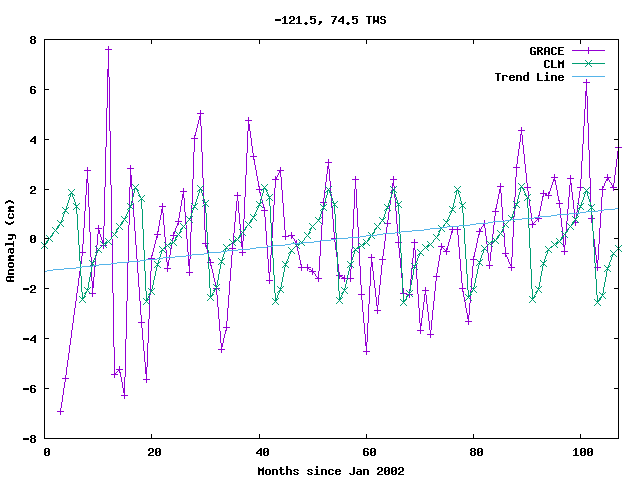 -121.5, 74.5 TWS
GRACE
CLM
Trend Line
8
6
4
2
0
-2
-4
-6
-8
Anomaly (cm)
0 20 40 60 80 100
Months since Jan 2002